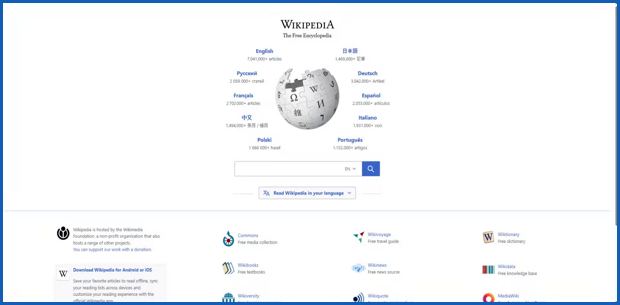 WIKIPEDIA
The Free Encyclopedia
English
7,041,000+ articles
日本語
1,469,000+ 記事
Русский
2 058 000+ статей
Deutsch
3.062.000+ Artikel
Français
2 702 000+ articles
Español
2.055.000+ artículos
中文
1,496,000+ 条目 / 條目
Italiano
1.931.000+ voci
Polski
1 666 000+ haseł
Português
1.152.000+ artigos
EN
Read Wikipedia in your language
Wikipedia is hosted by the Wikimedia
Foundation, a non-profit organization that also
hosts a range of other projects.
You can support our work with a donation.
Download Wikipedia for Android or iOS
Save your favorite articles to read offline, sync
your reading lists across devices and
customize your reading experience with the
official Wikipedia app.
Commons
Free media collection
Wikivoyage
Free travel guide
Wiktionary
Free dictionary
Wikibooks
Free textbooks
Wikinews
Free news source
Wikidata
Free knowledge base
Wikiversity
Wikiquote
MediaWiki